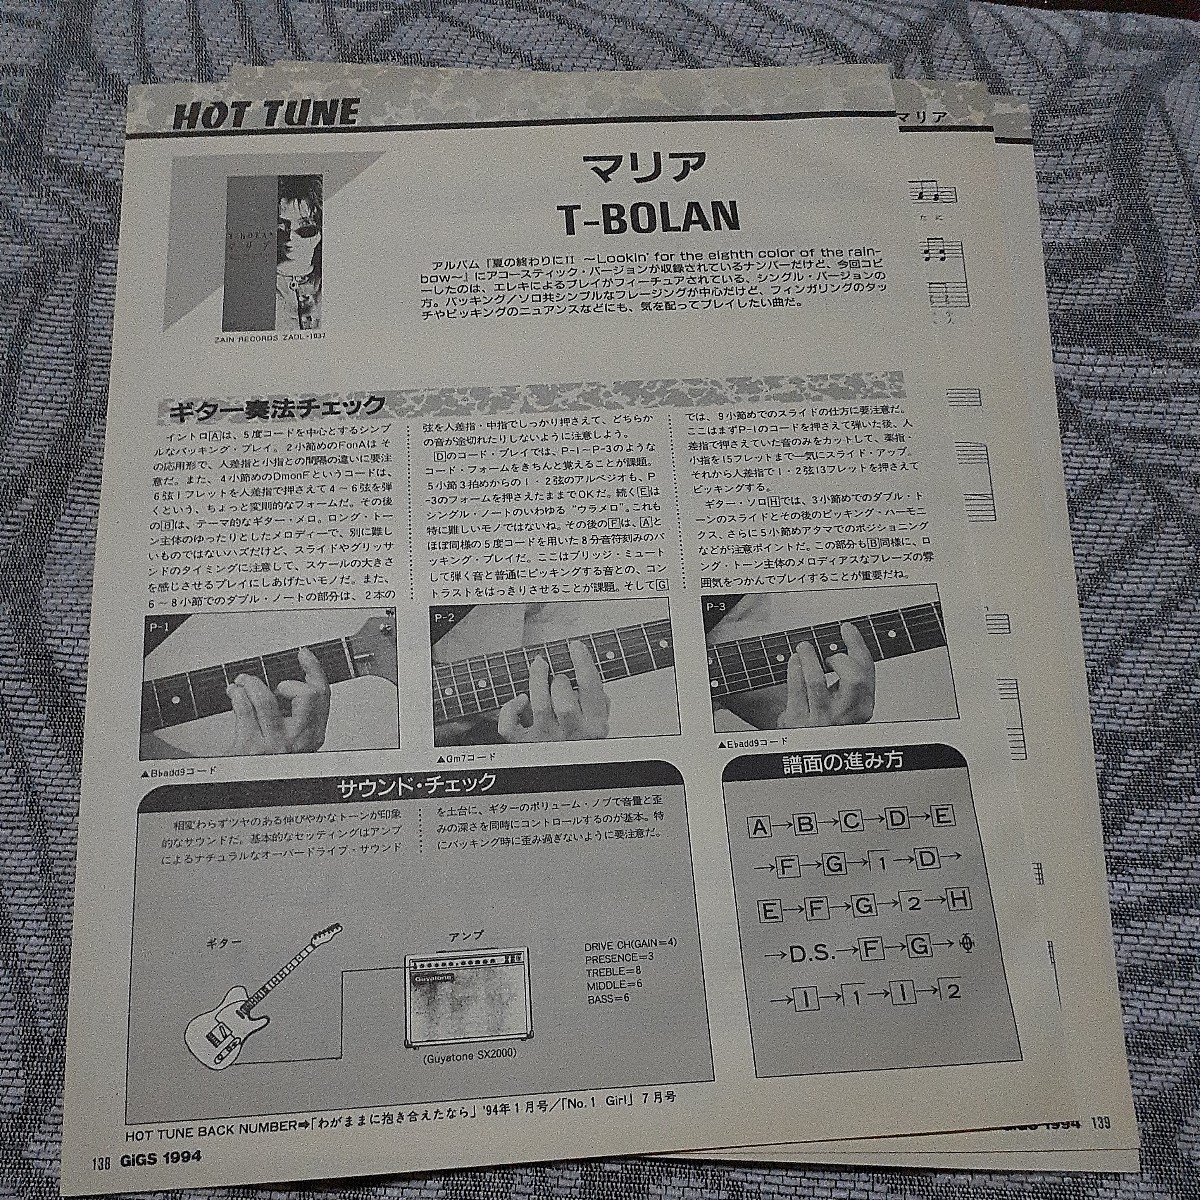 HOT TUNE
マリア
マリア
T-BOLAN
アルバム『夏の終わりにII 〜Lookin' for the eighth color of the rain-
bow〜』にアコースティック・バージョンが収録されているナンバーだけど、今回コピ
ーしたのは、エレキによるプレイがフィーチュアされている、シングル・バージョンの
方。バッキング／ソロ共シンプルなフレージングが中心だけど、フィンガリングのタッ
チやピッキングのニュアンスなどにも、気を配ってプレイしたい曲だ。
ZAIN RECORDS ZADL-1037
ギター奏法チェック
イントロAは、5度コードを中心とするシンプ
ルなバッキング・プレイ。2小節めのFonAはそ
の応用形で、人差指と小指との間隔の違いに要注
意だ。また、4小節めのDmonFというコードは、
6弦1フレットを人差指で押さえて4〜6弦を弾
くという、ちょっと変則的なフォームだ。その後
のBは、テーマ的なギター・メロ。ロング・トー
ン主体のゆったりとしたメロディーで、別に難し
いものではないハズだけど、スライドやグリッサ
ンドのタイミングに注意して、スケールの大きさ
を感じさせるプレイにしあげたいモノだ。また、
6〜8小節でのダブル・ノートの部分は、2本の
弦を人差指・中指でしっかり押さえて、どちらか
の音が途切れたりしないように注意しよう。
Dのコード・プレイでは、P-1〜P-3のような
コード・フォームをきちんと覚えることが課題。
5小節3拍めからの1・2弦のアルペジオも、P
-3のフォームを押さえたままでOKだ。続くEは
シングル・ノートのいわゆる“ウラメロ”。これも
特に難しいモノではないね。その後のFは、Aと
ほぼ同様の5度コードを用いた8分音符刻みのバ
ッキング・プレイだ。ここはブリッジ・ミュート
して弾く音と普通にピッキングする音との、コン
トラストをはっきりさせることが課題。そしてG
では、9小節めでのスライドの仕方に要注意だ。
ここはまずP-1のコードを押さえて弾いた後、人
差指で押さえていた音のみをカットして、薬指・
小指を15フレットまで一気にスライド・アップ。
それから人差指で1・2弦13フレットを押さえて
ピッキングする。
ギター・ソロHでは、3小節めでのダブル・ト
ーンのスライドとその後のピッキング・ハーモニ
クス、さらに5小節めアタマでのポジショニング
などが注意ポイントだ。この部分もB同様に、ロ
ング・トーン主体のメロディアスなフレーズの雰
囲気をつかんでプレイすることが重要だね。
P-1
P-2
P-3
▲B♭add9コード
▲Gm7コード
▲E♭add9コード
サウンド・チェック
相変わらずツヤのある伸びやかなトーンが印象
的なサウンドだ。基本的なセッティングはアンプ
によるナチュラルなオーバードライブ・サウンド
を土台に、ギターのボリューム・ノブで音量と歪
みの深さを同時にコントロールするのが基本。特
にバッキング時に歪み過ぎないように要注意だ。
ギター
アンプ
Guyatone
(Guyatone SX2000)
DRIVE CH(GAIN=4)
PRESENCE=3
TREBLE=8
MIDDLE=6
BASS=6
譜面の進み方
A→B→C→D→E
→F→G→1→D→
E→F→G→2→H
→D.S.→F→G→
→I→1→I→2
HOT TUNE BACK NUMBER➡「わがままに抱き合えたなら」'94年1月号／「No.1 Girl」7月号
138 GiGS 1994
GiGS 1994 139